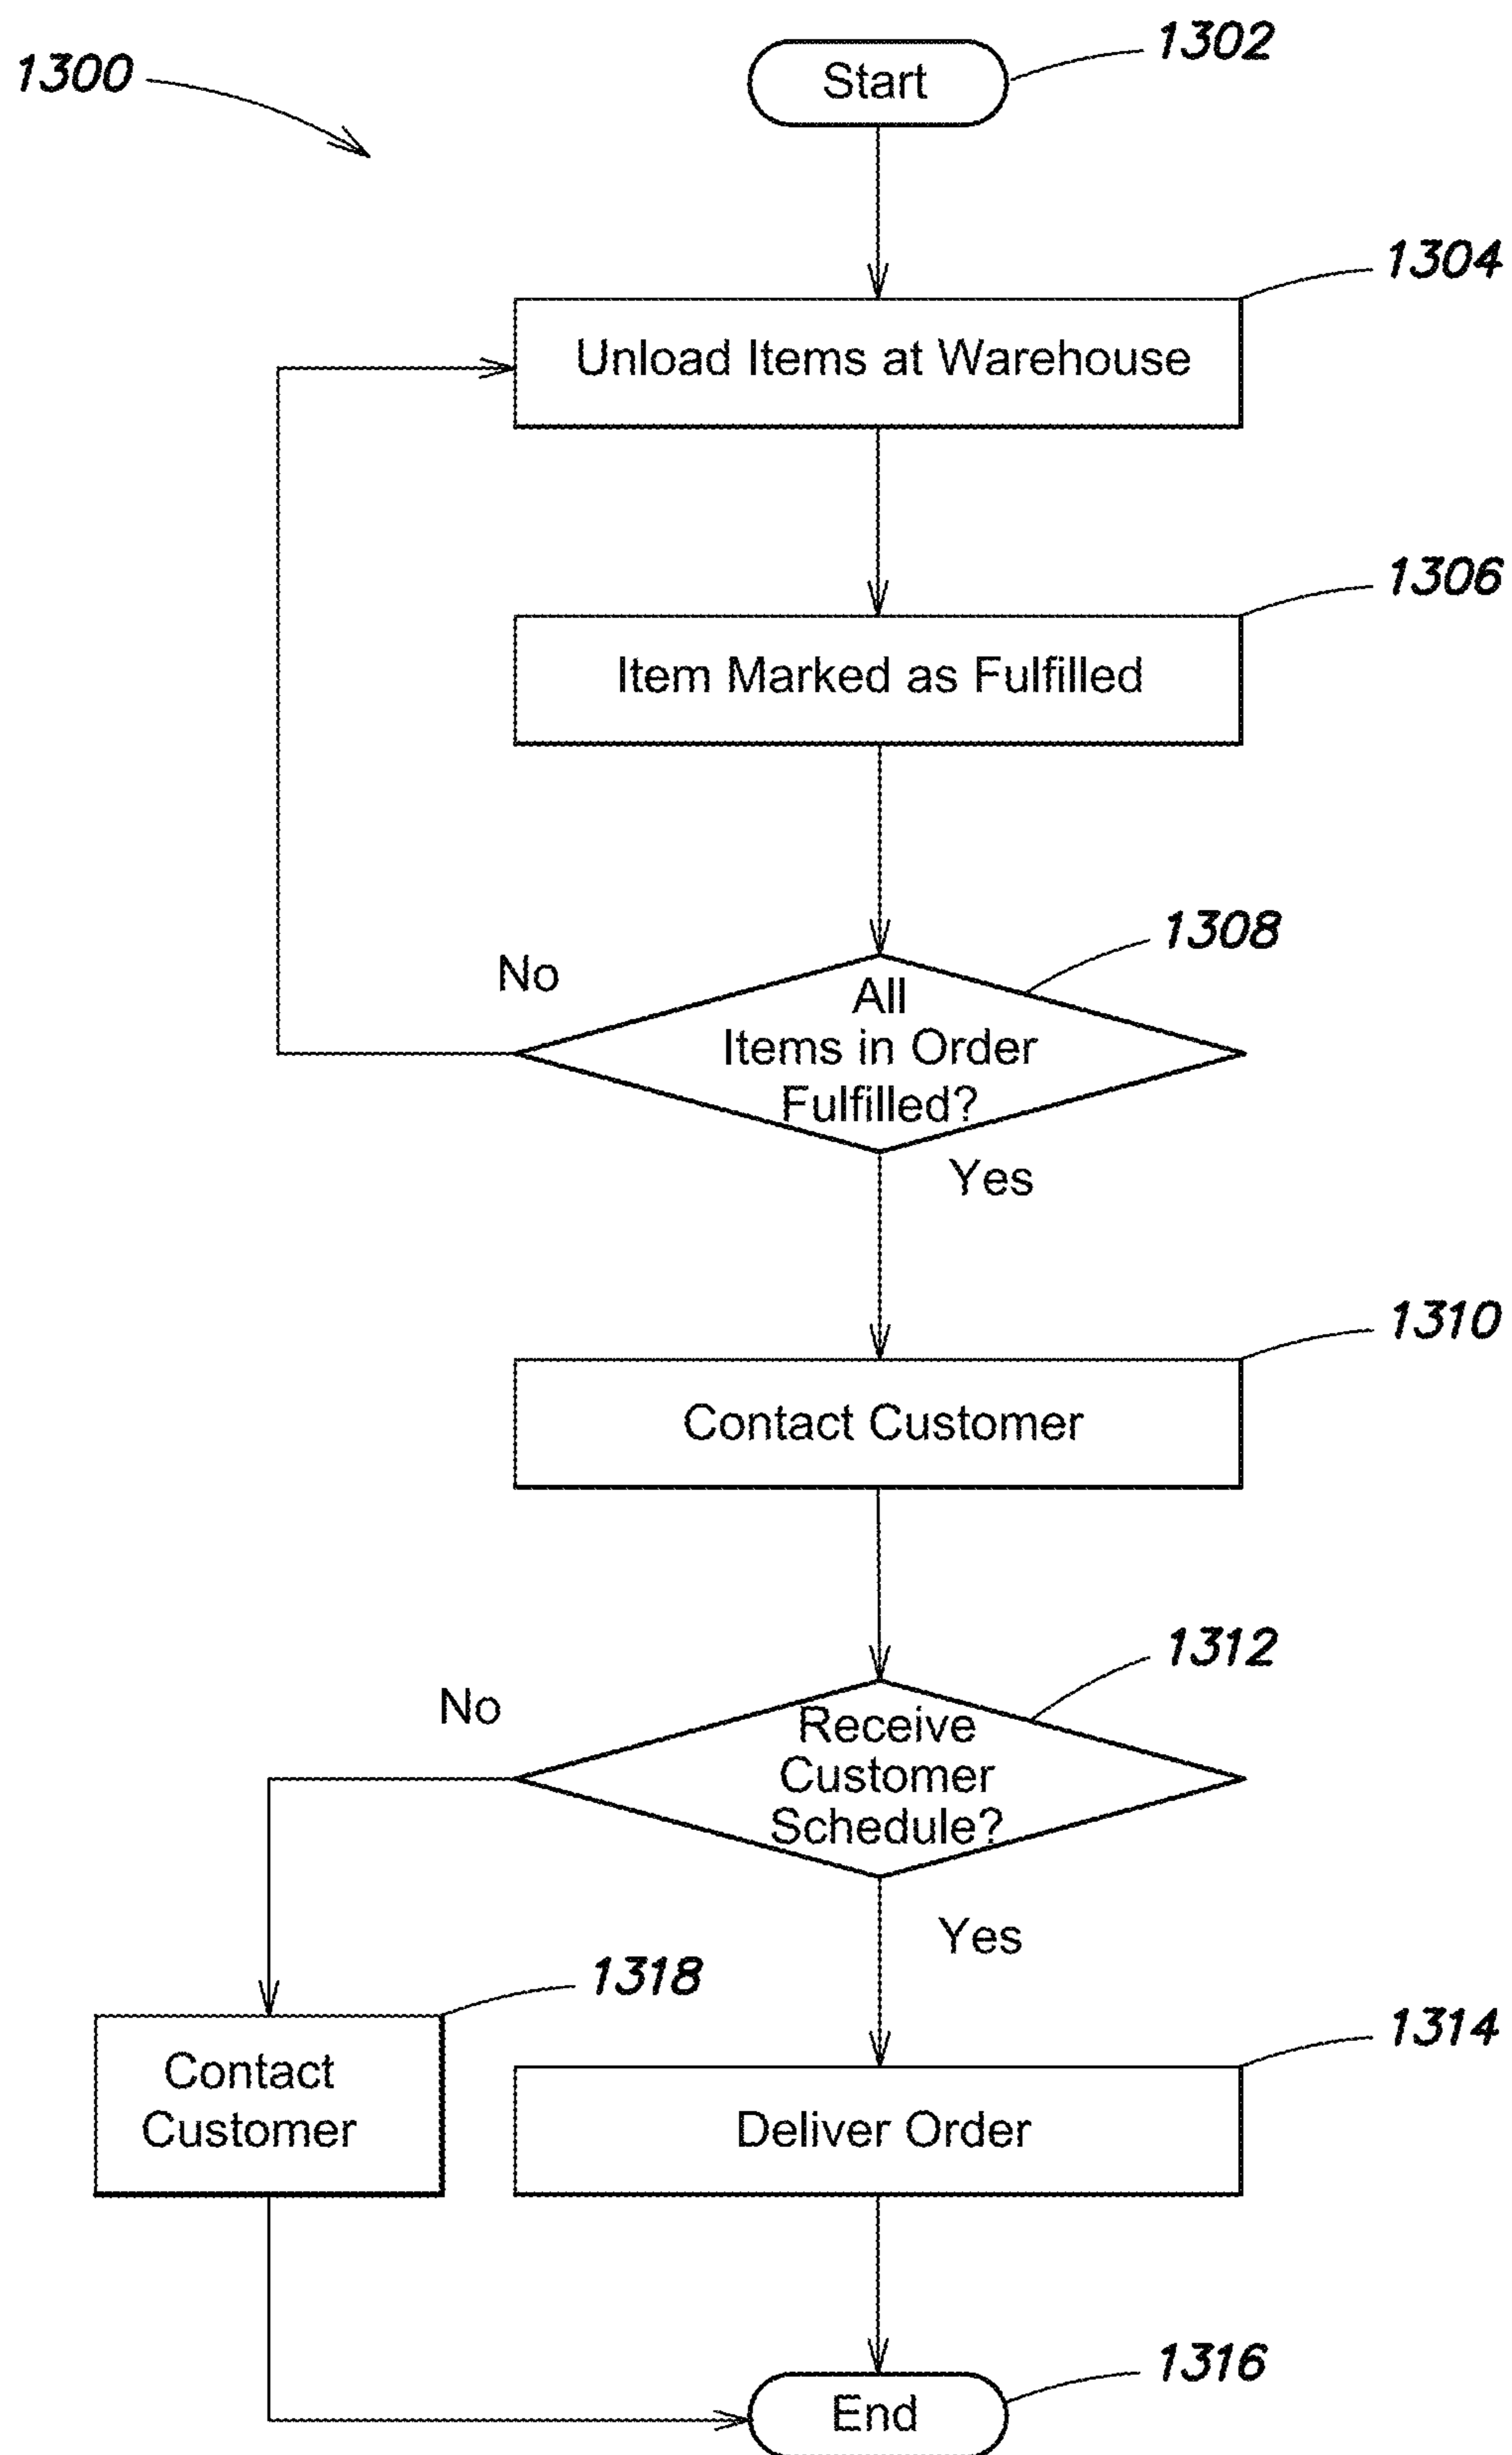 1300
Start
1302
1304
Unload Items at Warehouse
1306
Item Marked as Fulfilled
1308
No
All
Items in Order
Fulfilled?
Yes
1310
Contact Customer
1312
No
Receive
Customer
Schedule?
Yes
1318
Contact
Customer
1314
Deliver Order
1316
End